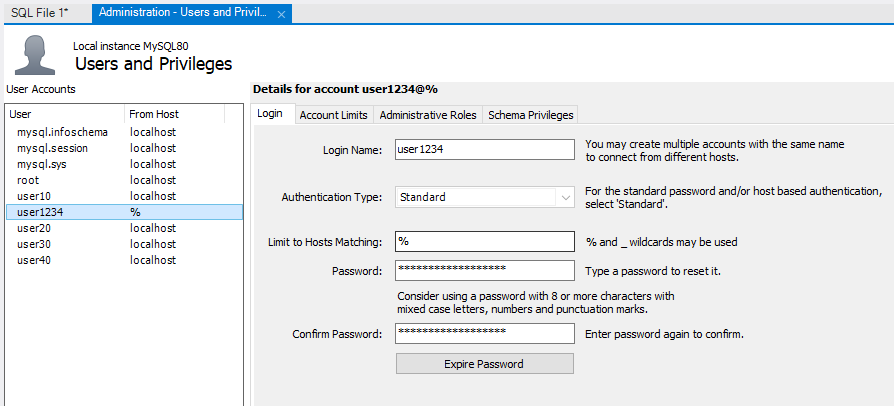 SQL File 1*
Administration - Users and Privil...
Local instance MySQL80
Users and Privileges
User Accounts
User From Host
mysql.infoschema localhost
mysql.session localhost
mysql.sys localhost
root localhost
user10 localhost
user1234 %
user20 localhost
user30 localhost
user40 localhost
Details for account user1234@%
Login Account Limits Administrative Roles Schema Privileges
Login Name: user1234 You may create multiple accounts with the same name
to connect from different hosts.
Authentication Type: Standard For the standard password and/or host based authentication,
select 'Standard'.
Limit to Hosts Matching: % % and _ wildcards may be used
Password: ****************** Type a password to reset it.
Consider using a password with 8 or more characters with
mixed case letters, numbers and punctuation marks.
Confirm Password: ****************** Enter password again to confirm.
Expire Password